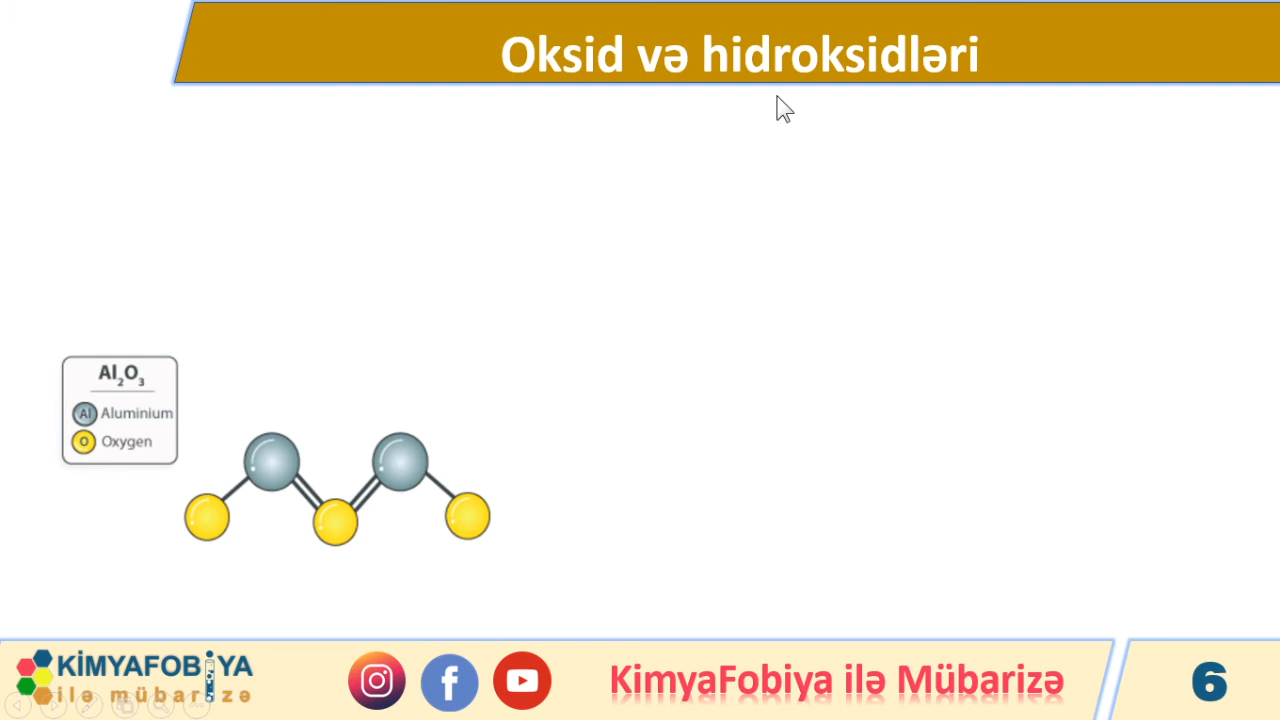 Oksid və hidroksidləri
Al₂O₃
Al Aluminium
O Oxygen
KİMYAFOBİYA
ilə mübarizə
KimyaFobiya ilə Mübarizə
6